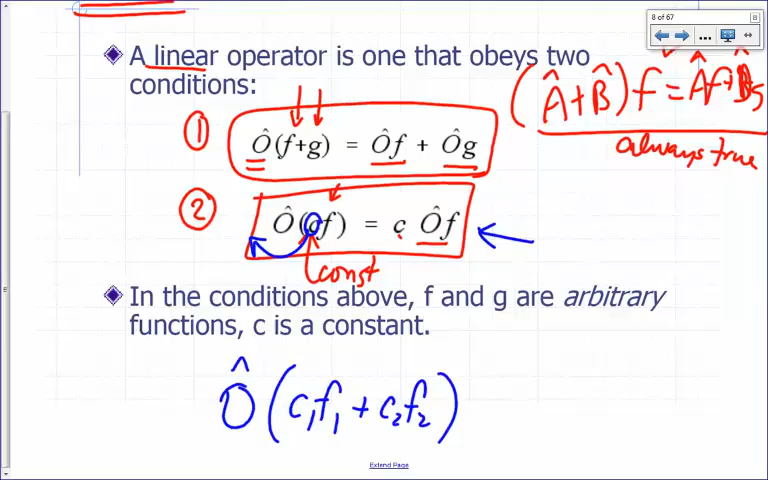 8 of 67
A linear operator is one that obeys two
conditions:
(Â+B̂)f = Âf+B̂f
always true
① Ô(f+g) = Ôf + Ôg
② Ô(cf) = c Ôf
const
In the conditions above, f and g are arbitrary
functions, c is a constant.
Ô(c₁f₁ + c₂f₂)
Extend Page